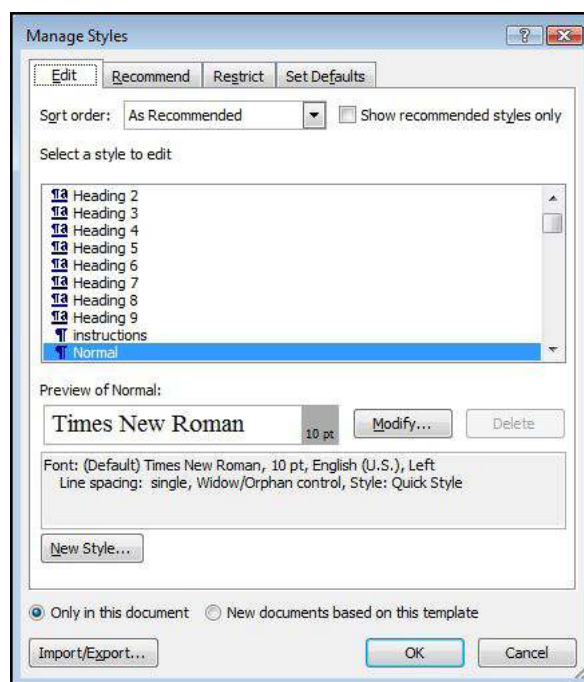 Manage Styles
Edit Recommend Restrict Set Defaults
Sort order: As Recommended Show recommended styles only
Select a style to edit
¶a Heading 2
¶a Heading 3
¶a Heading 4
¶a Heading 5
¶a Heading 6
¶a Heading 7
¶a Heading 8
¶a Heading 9
¶ instructions
¶ Normal
Preview of Normal:
Times New Roman 10 pt Modify... Delete
Font: (Default) Times New Roman, 10 pt, English (U.S.), Left
Line spacing: single, Widow/Orphan control, Style: Quick Style
New Style...
Only in this document New documents based on this template
Import/Export... OK Cancel